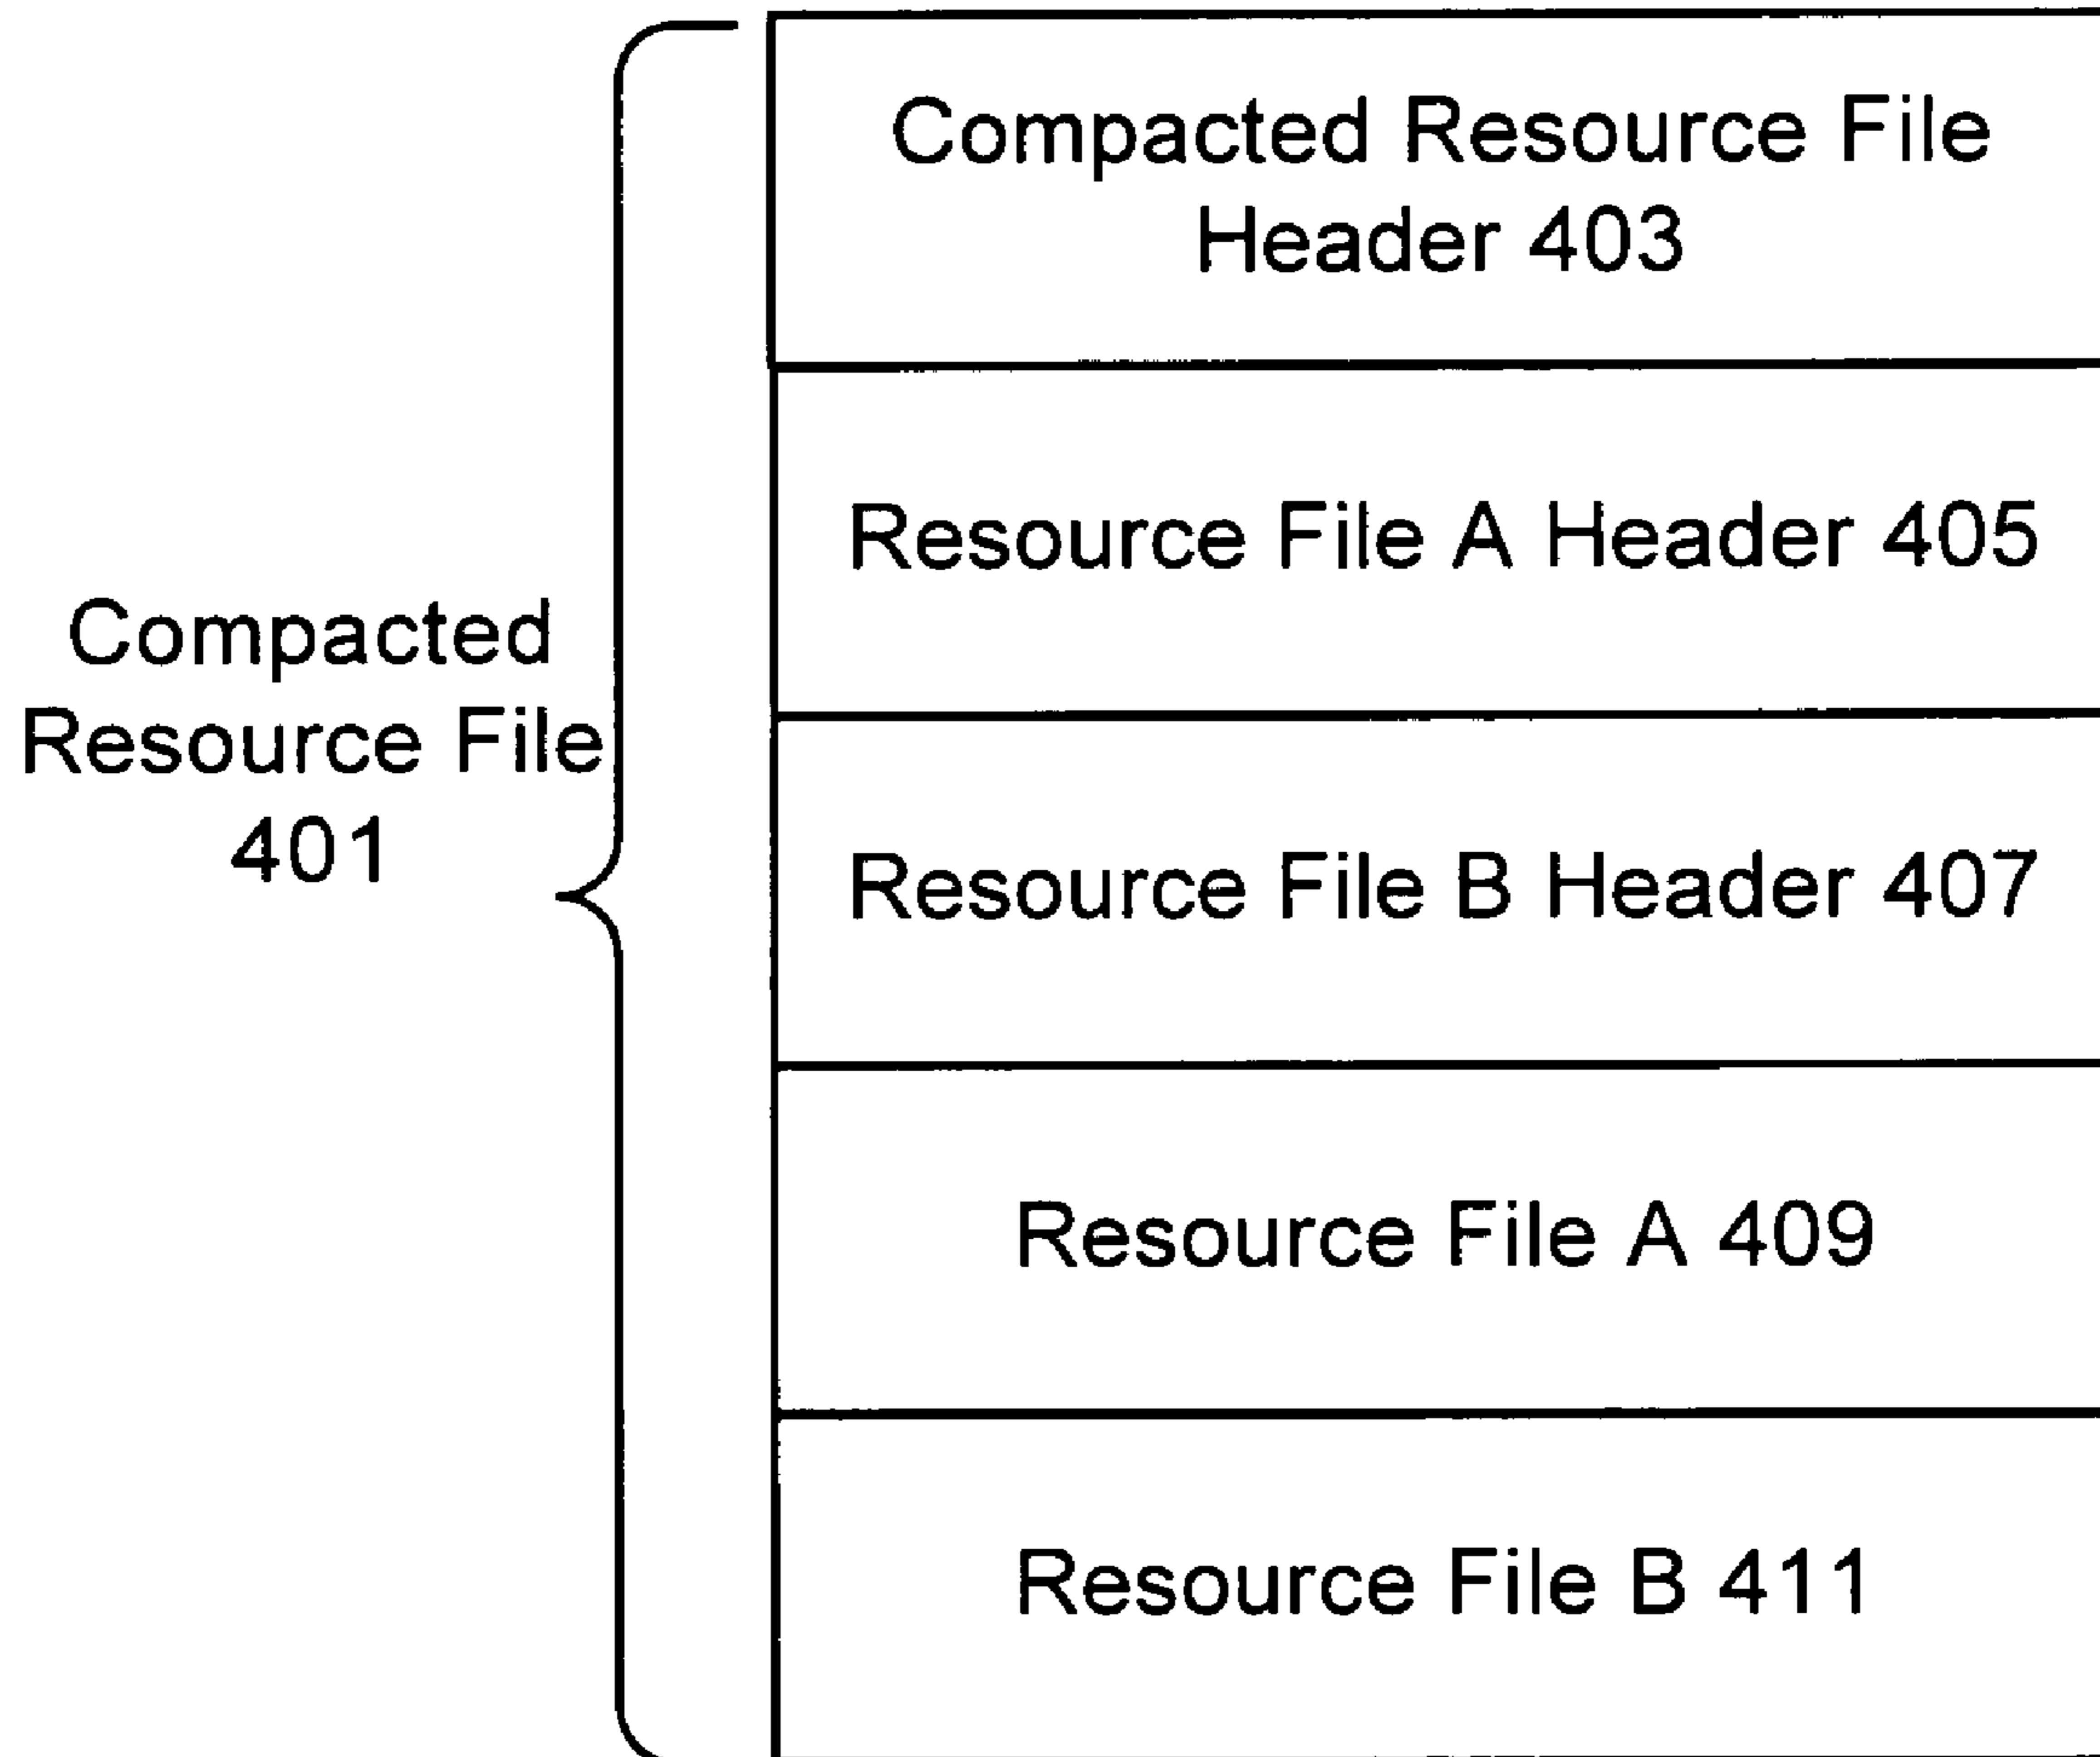 Compacted Resource File
Header 403
Resource File A Header 405
Compacted
Resource File
401
Resource File B Header 407
Resource File A 409
Resource File B 411